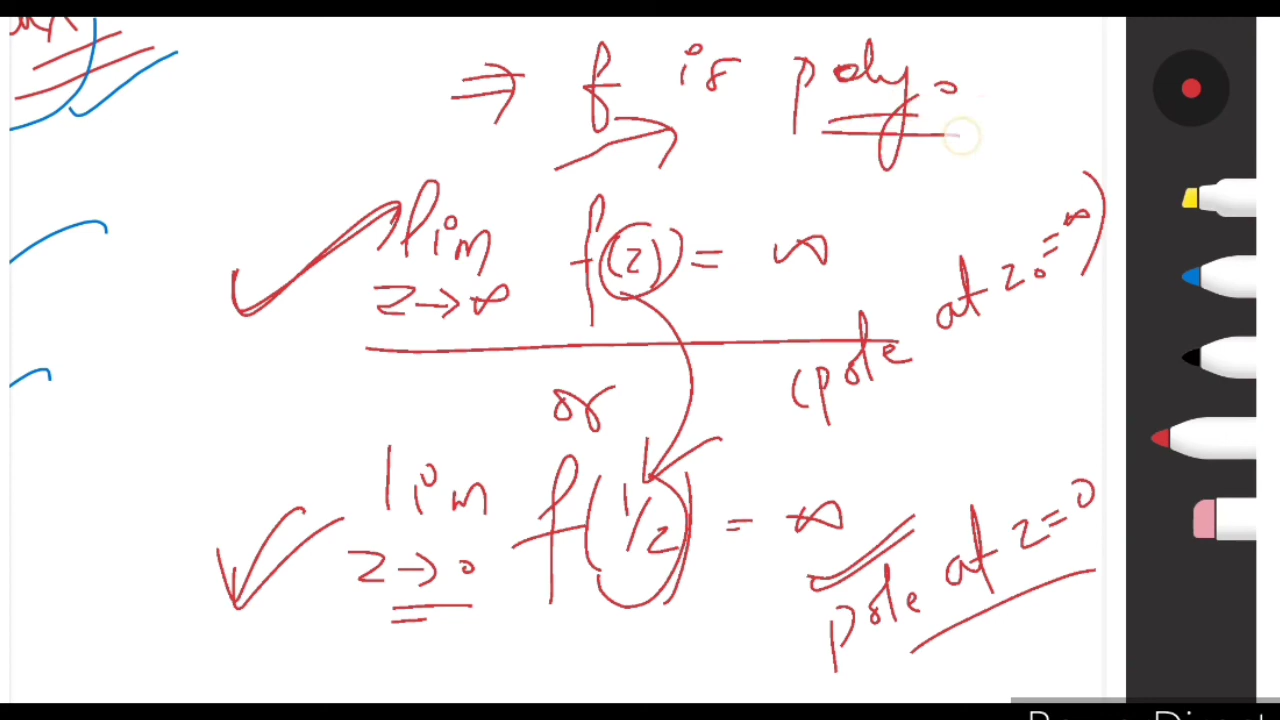 ⇒ f is poly.
lim f(z) = ∞
z→∞
(pole at z₀=∞)
or
lim f(1/z) = ∞
z→0
pole at z=0